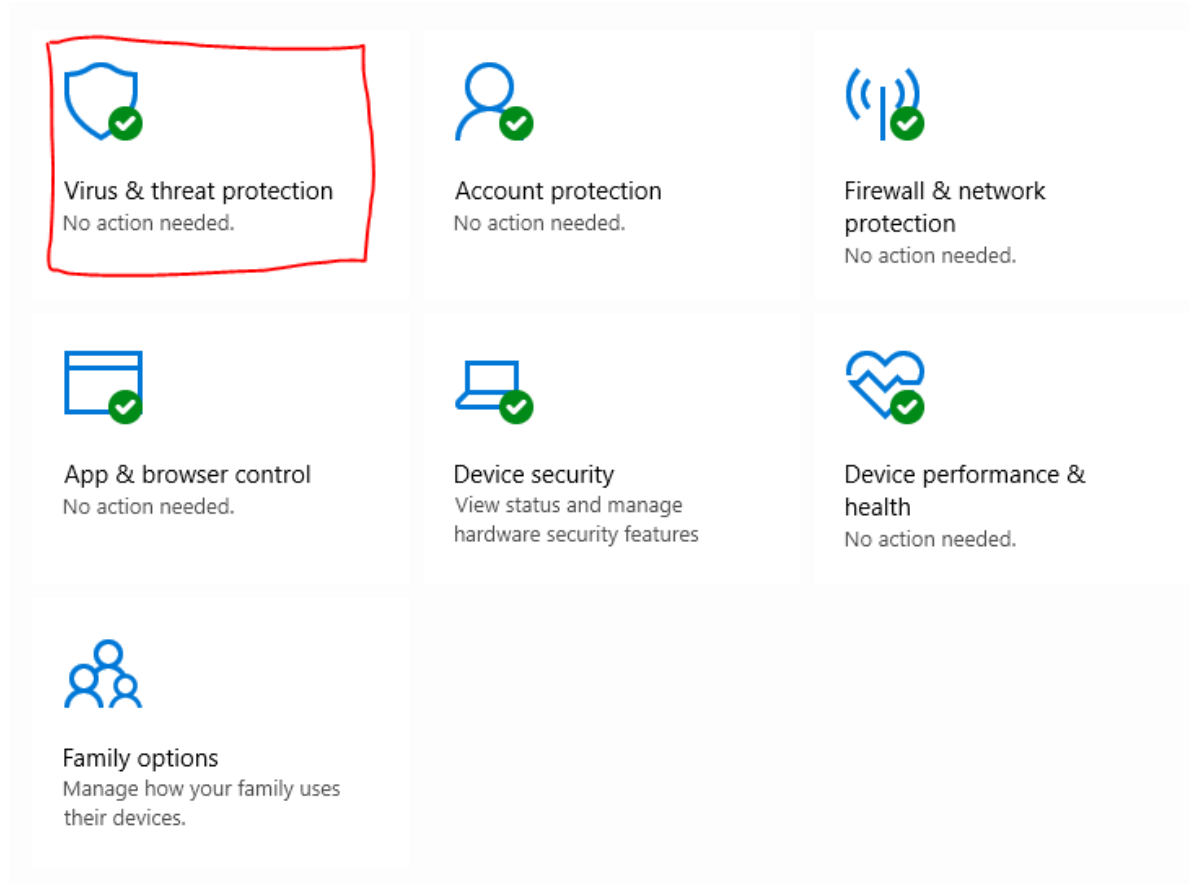 Virus & threat protection
No action needed.
Account protection
No action needed.
Firewall & network
protection
No action needed.
App & browser control
No action needed.
Device security
View status and manage
hardware security features
Device performance &
health
No action needed.
Family options
Manage how your family uses
their devices.